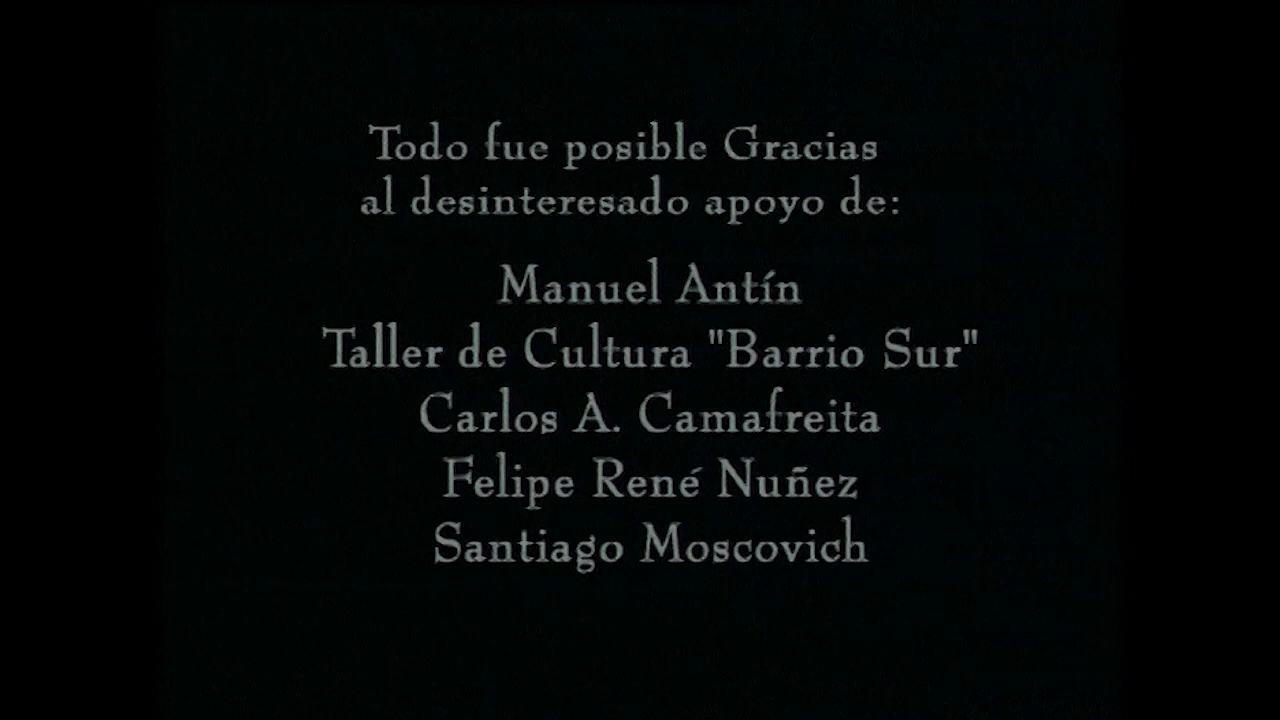 Todo fue posible Gracias
al desinteresado apoyo de:
Manuel Antín
Taller de Cultura "Barrio Sur"
Carlos A. Camafreita
Felipe René Nuñez
Santiago Moscovich